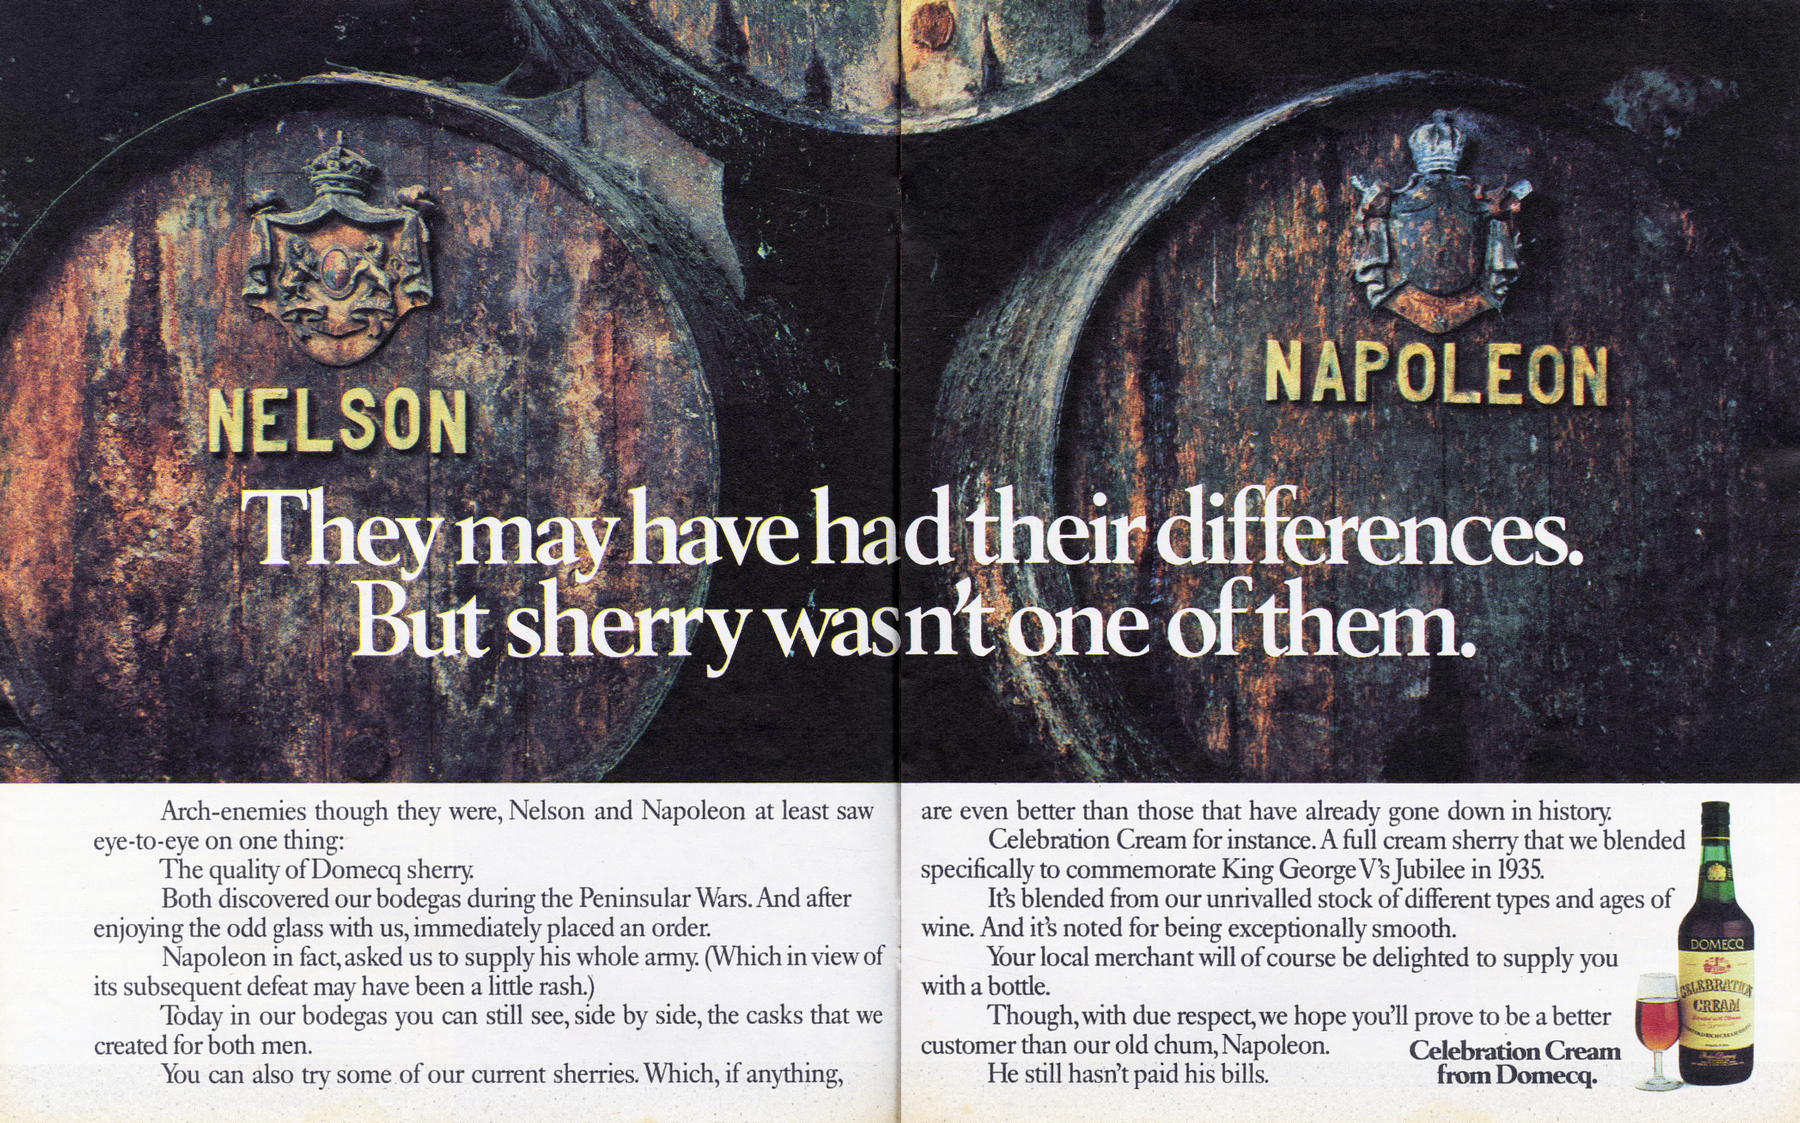 NELSON
NAPOLEON
They may have had their differences.
But sherry wasn't one of them.
Arch-enemies though they were, Nelson and Napoleon at least saw
eye-to-eye on one thing:
The quality of Domecq sherry.
Both discovered our bodegas during the Peninsular Wars. And after
enjoying the odd glass with us, immediately placed an order.
Napoleon in fact, asked us to supply his whole army. (Which in view of
its subsequent defeat may have been a little rash.)
Today in our bodegas you can still see, side by side, the casks that we
created for both men.
You can also try some of our current sherries. Which, if anything,
are even better than those that have already gone down in history.
Celebration Cream for instance. A full cream sherry that we blended
specifically to commemorate King George V's Jubilee in 1935.
It's blended from our unrivalled stock of different types and ages of
wine. And it's noted for being exceptionally smooth.
Your local merchant will of course be delighted to supply you
with a bottle.
Though, with due respect, we hope you'll prove to be a better
customer than our old chum, Napoleon.
He still hasn't paid his bills.
Celebration Cream
from Domecq.
DOMECQ
CELEBRATION
CREAM